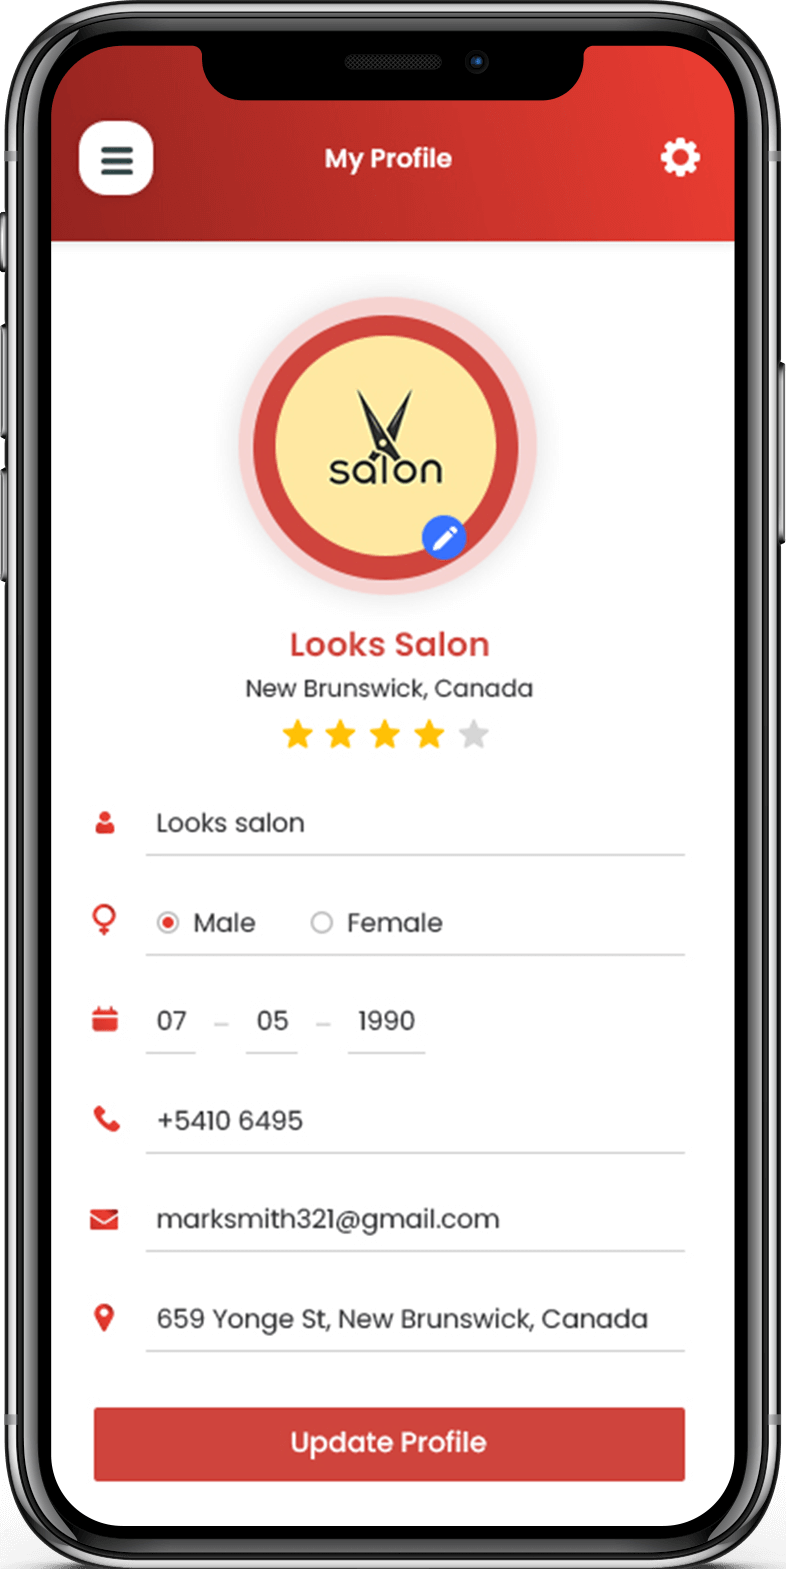 My Profile
salon
Looks Salon
New Brunswick, Canada
Looks salon
Male Female
07 – 05 – 1990
+5410 6495
marksmith321@gmail.com
659 Yonge St, New Brunswick, Canada
Update Profile